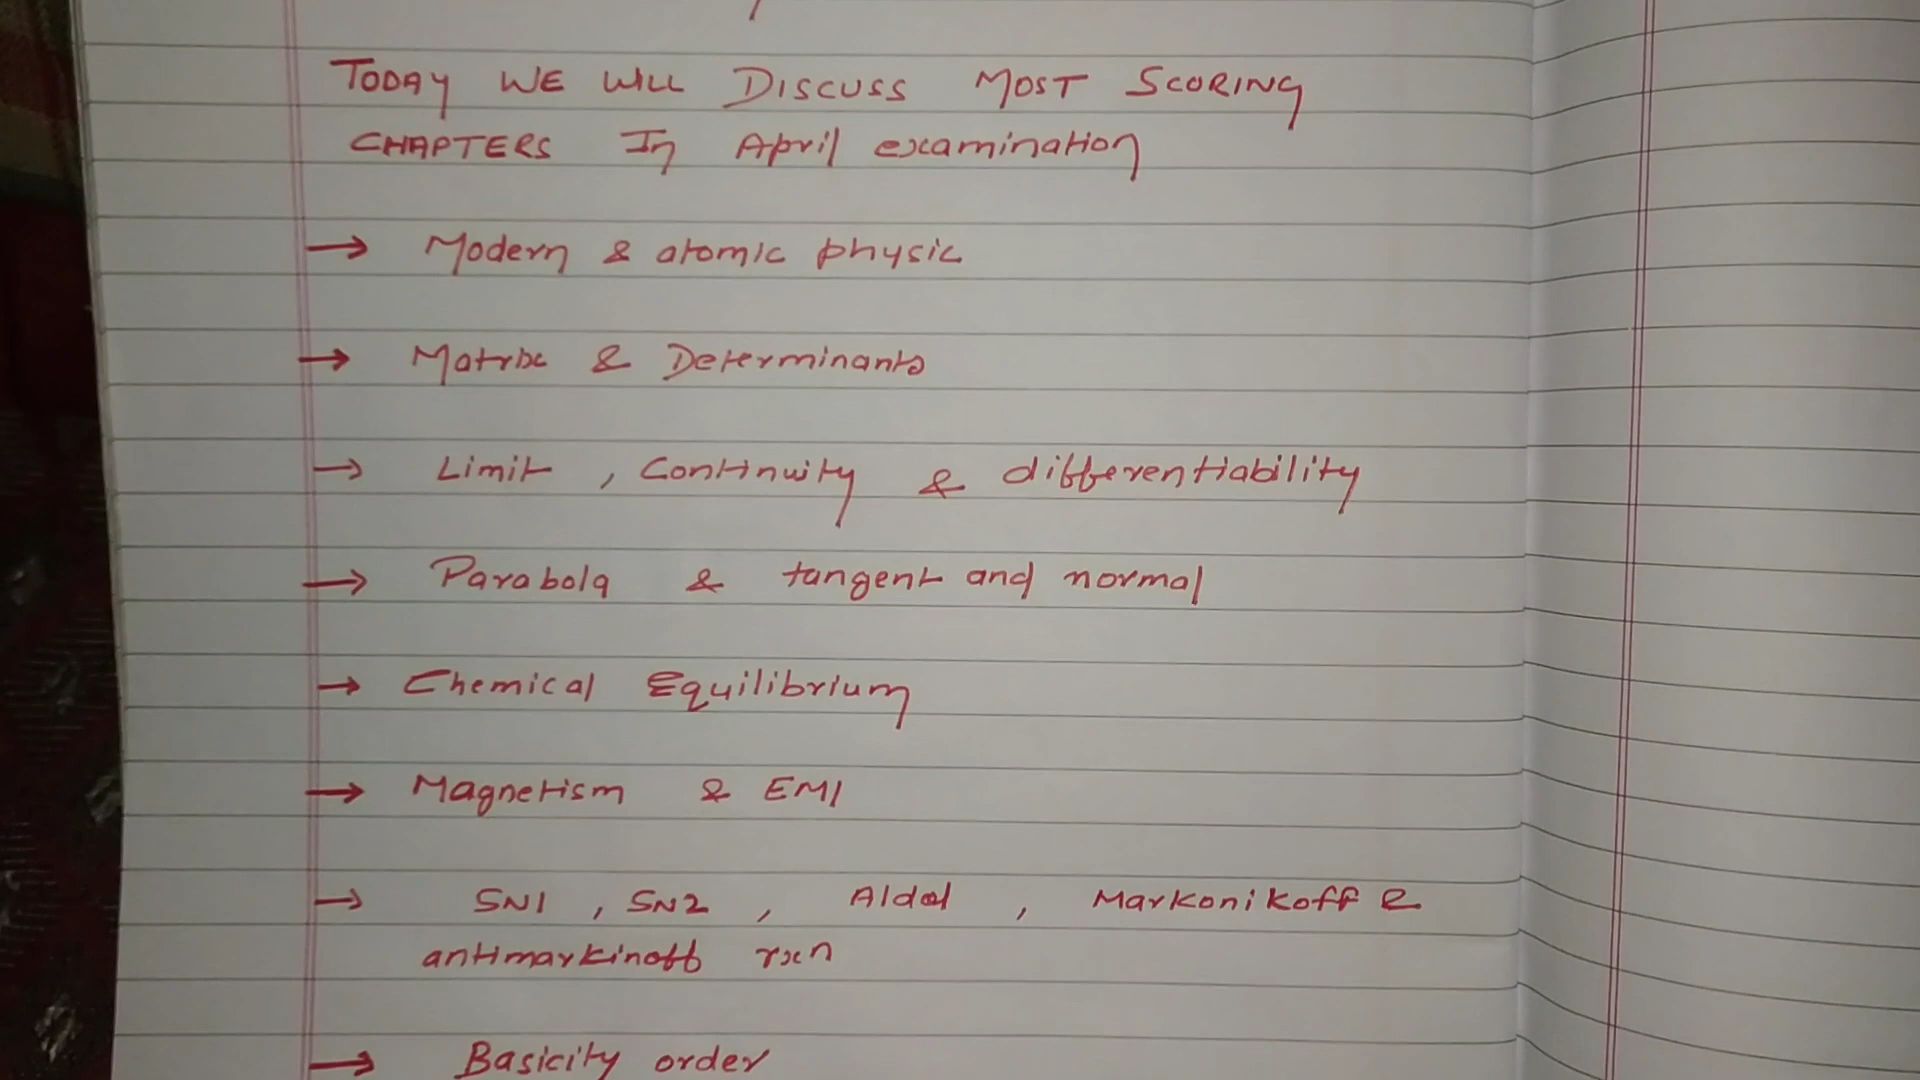 TODAY WE WILL DISCUSS MOST SCORING
CHAPTERS In April examination
→ Modern & atomic physic
→ Matrix & Determinants
→ Limit , Continuity & differentiability
→ Parabola & tangent and normal
→ Chemical Equilibrium
→ Magnetism & EMI
→ SN1 , SN2 , Aldol , Markonikoff &
antimarkinoff rxn
→ Basicity order